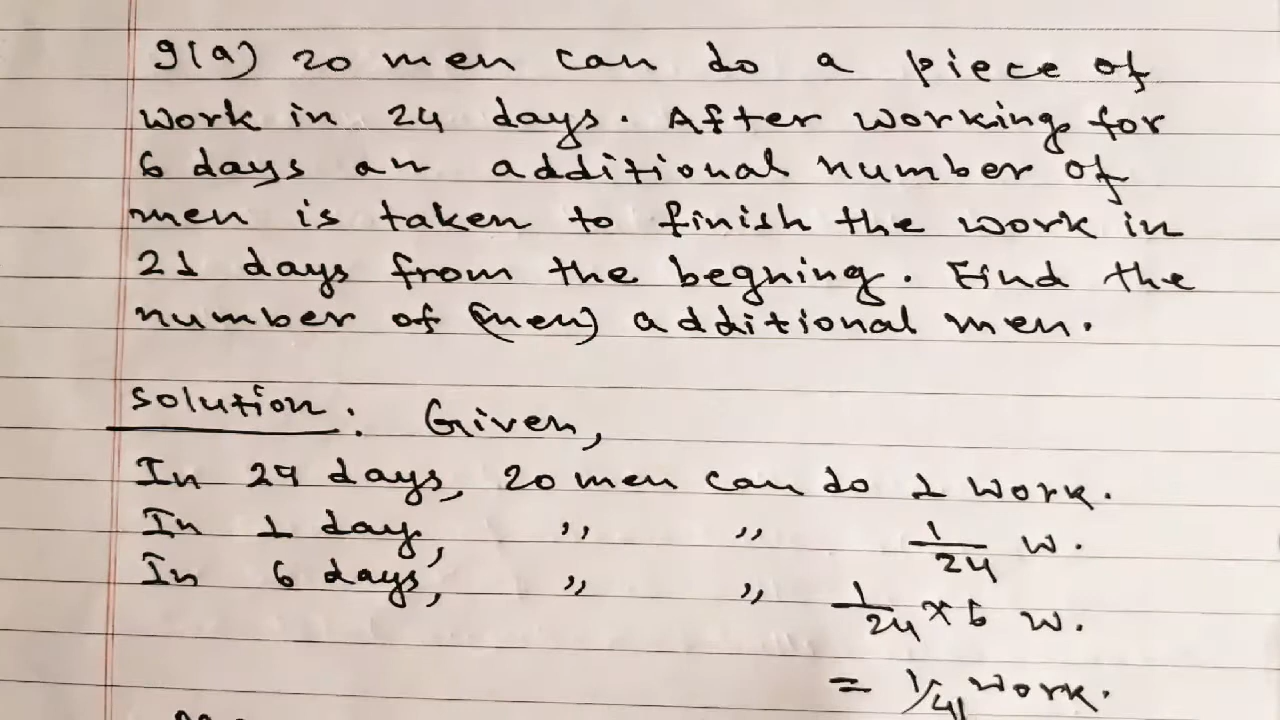 9(a) 20 men can do a piece of
work in 24 days. After working for
6 days an additional number of
men is taken to finish the work in
21 days from the begning. Find the
number of (men) additional men.
Solution: Given,
In 24 days, 20 men can do 1 work.
In 1 day, ,, ,, 1/24 w.
In 6 days, ,, ,, 1/24 × 6 w.
= 1/4 work.